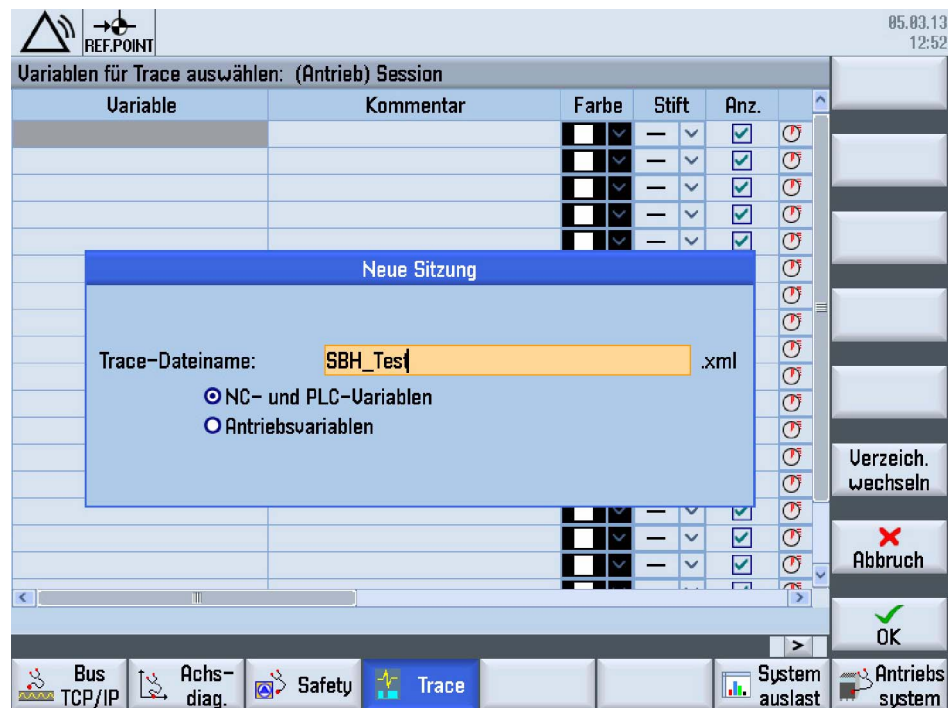 REF.POINT
05.03.13
12:52
Variablen für Trace auswählen: (Antrieb) Session
Variable Kommentar Farbe Stift Anz.
Neue Sitzung
Trace-Dateiname: SBH_Test .xml
NC- und PLC-Variablen
Antriebsvariablen
Verzeich.
wechseln
Abbruch
OK
>
Bus
TCP/IP
Achs-
diag.
Safety
Trace
System
auslast
Antriebs
system